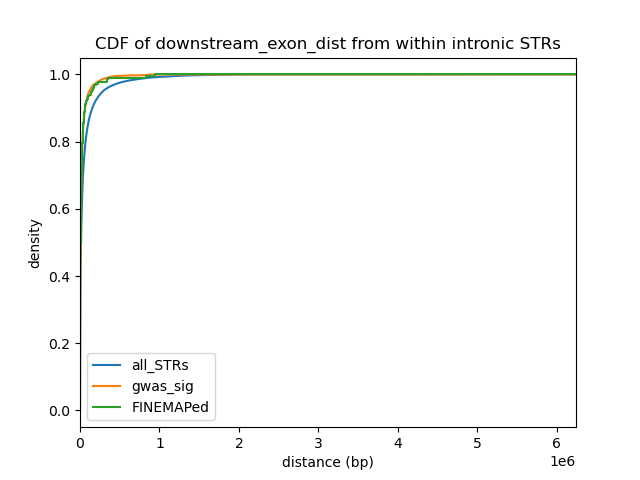 CDF of downstream_exon_dist from within intronic STRs
1.0
0.8
0.6
0.4
0.2
0.0
density
all_STRs
gwas_sig
FINEMAPed
0 1 2 3 4 5 6
distance (bp)
1e6